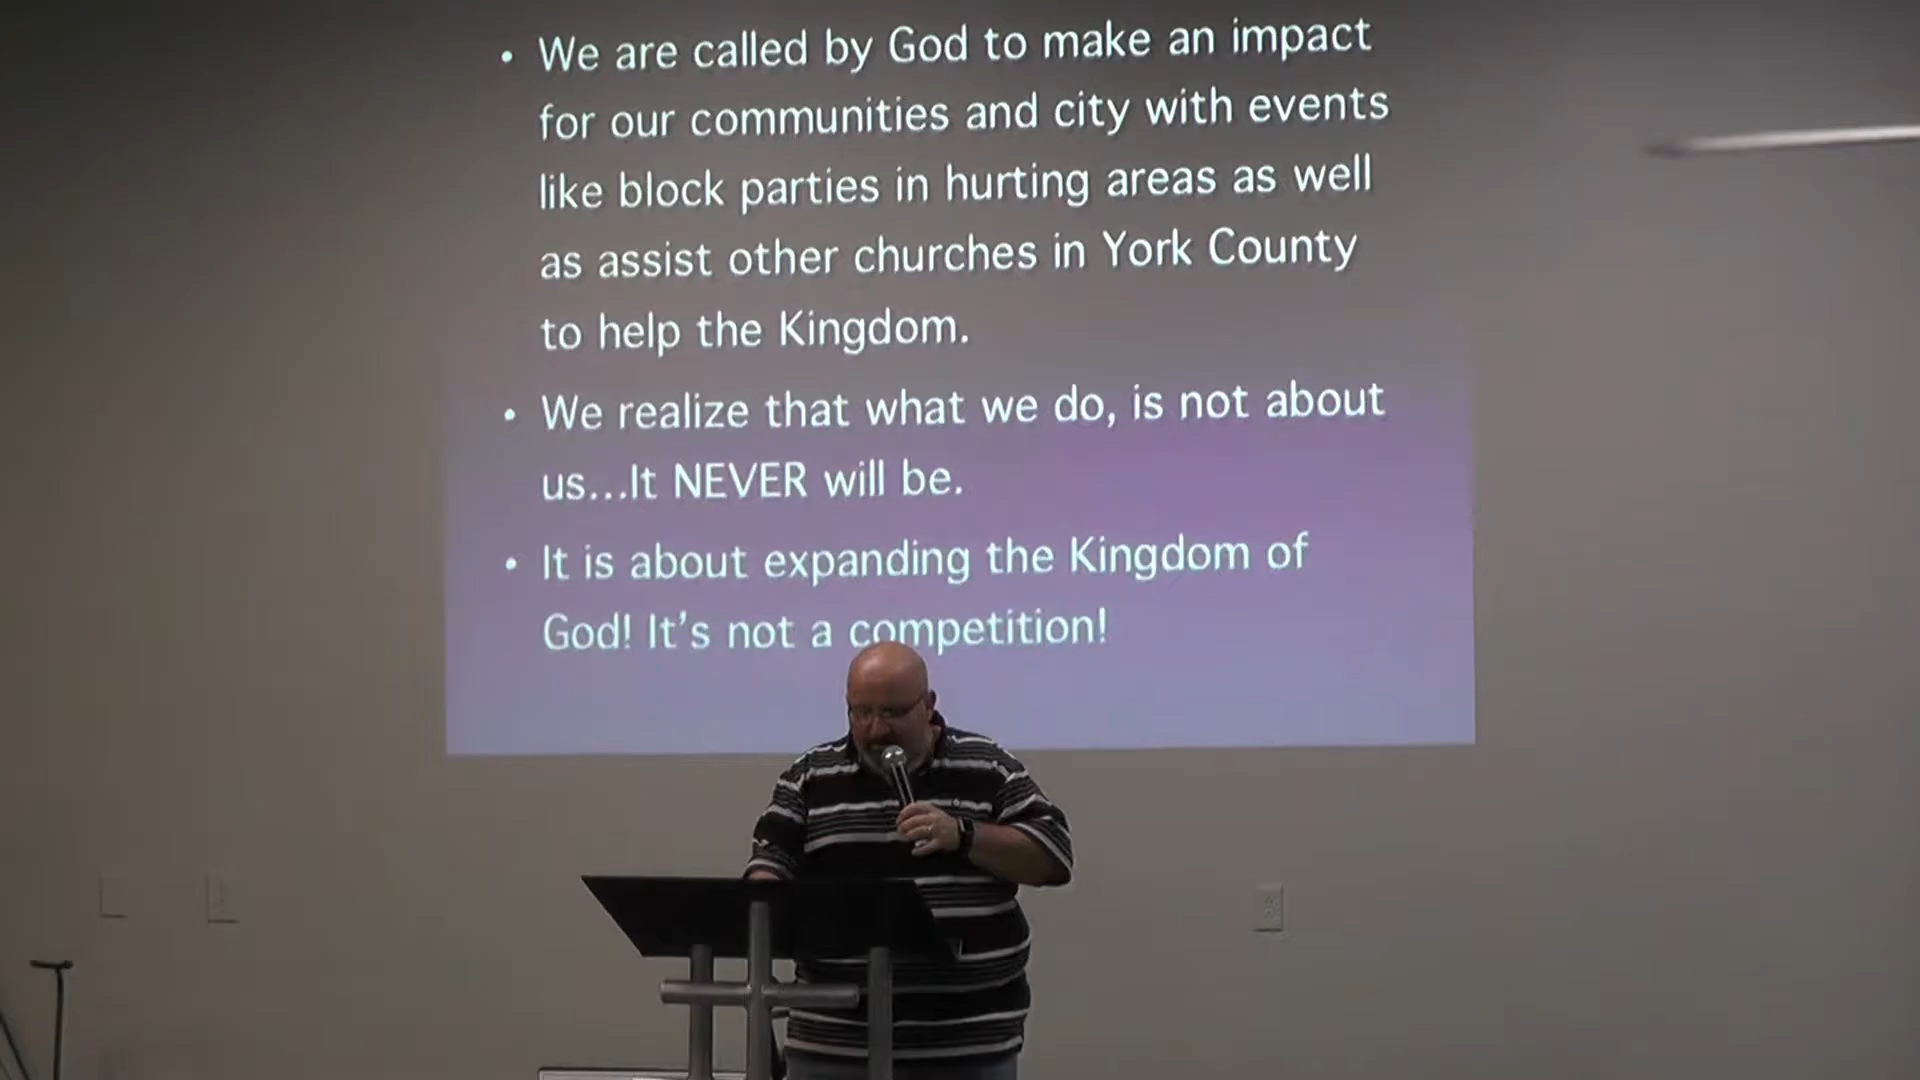 • We are called by God to make an impact
for our communities and city with events
like block parties in hurting areas as well
as assist other churches in York County
to help the Kingdom.
• We realize that what we do, is not about
us...It NEVER will be.
• It is about expanding the Kingdom of
God! It's not a competition!